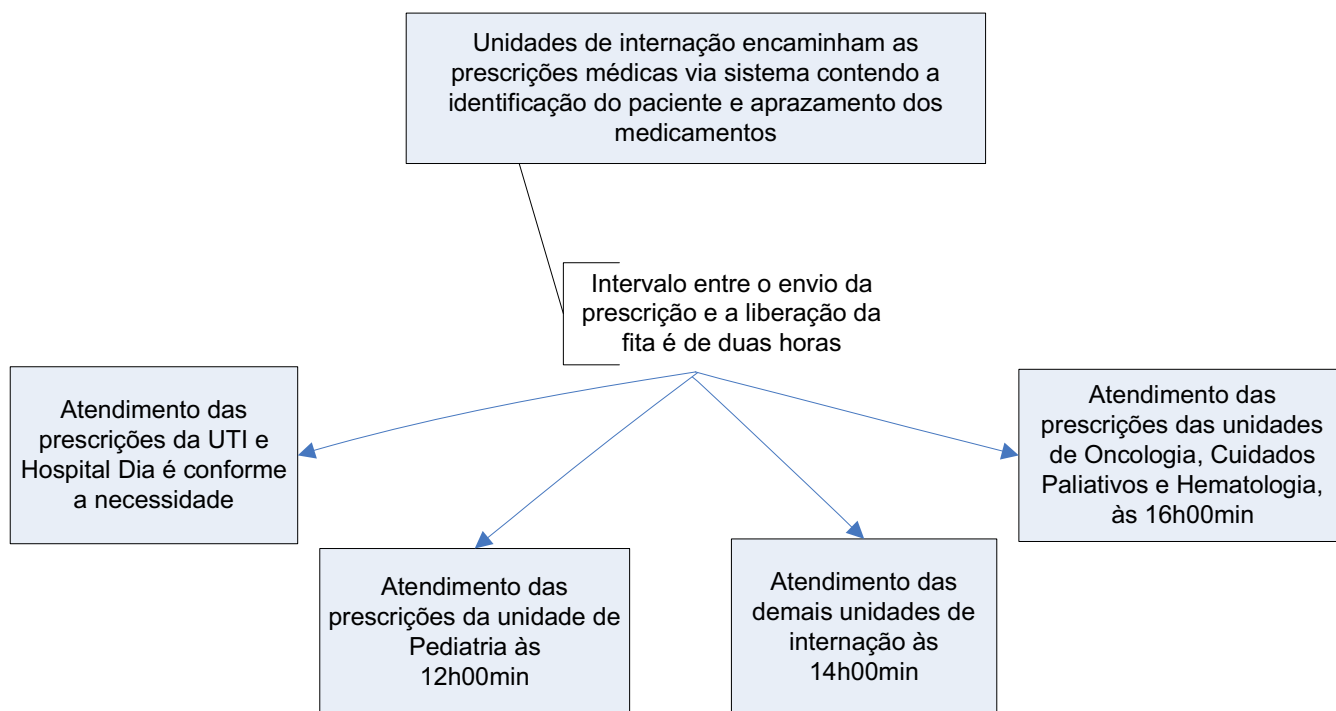 Unidades de internação encaminham as
prescrições médicas via sistema contendo a
identificação do paciente e aprazamento dos
medicamentos
Intervalo entre o envio da
prescrição e a liberação da
fita é de duas horas
Atendimento das
prescrições da UTI e
Hospital Dia é conforme
a necessidade
Atendimento das
prescrições da unidade de
Pediatria às
12h00min
Atendimento das
demais unidades de
internação às
14h00min
Atendimento das
prescrições das unidades
de Oncologia, Cuidados
Paliativos e Hematologia,
às 16h00min